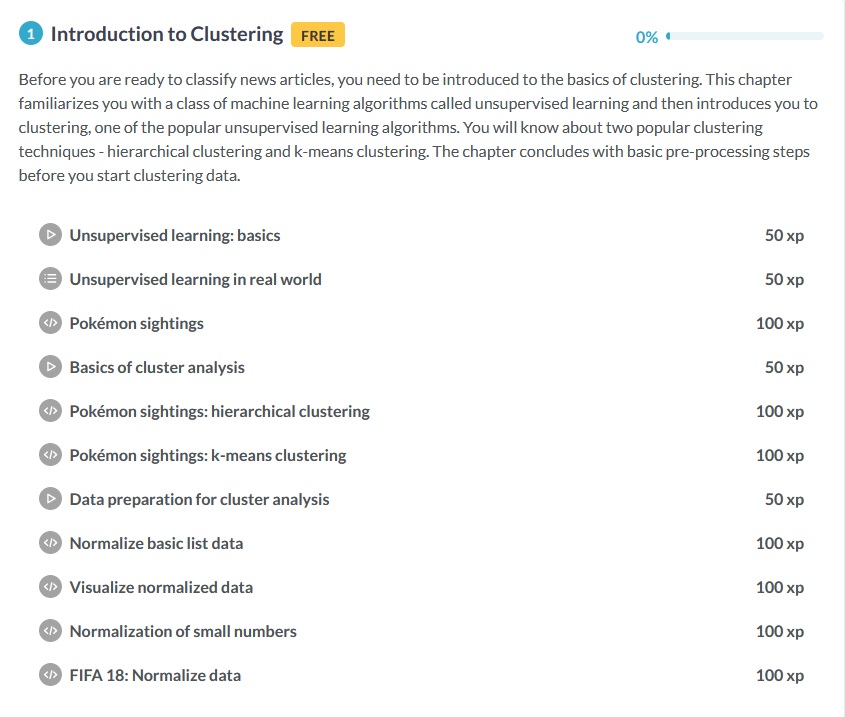 1 Introduction to Clustering FREE 0%
Before you are ready to classify news articles, you need to be introduced to the basics of clustering. This chapter
familiarizes you with a class of machine learning algorithms called unsupervised learning and then introduces you to
clustering, one of the popular unsupervised learning algorithms. You will know about two popular clustering
techniques - hierarchical clustering and k-means clustering. The chapter concludes with basic pre-processing steps
before you start clustering data.
Unsupervised learning: basics 50 xp
Unsupervised learning in real world 50 xp
Pokémon sightings 100 xp
Basics of cluster analysis 50 xp
Pokémon sightings: hierarchical clustering 100 xp
Pokémon sightings: k-means clustering 100 xp
Data preparation for cluster analysis 50 xp
Normalize basic list data 100 xp
Visualize normalized data 100 xp
Normalization of small numbers 100 xp
FIFA 18: Normalize data 100 xp